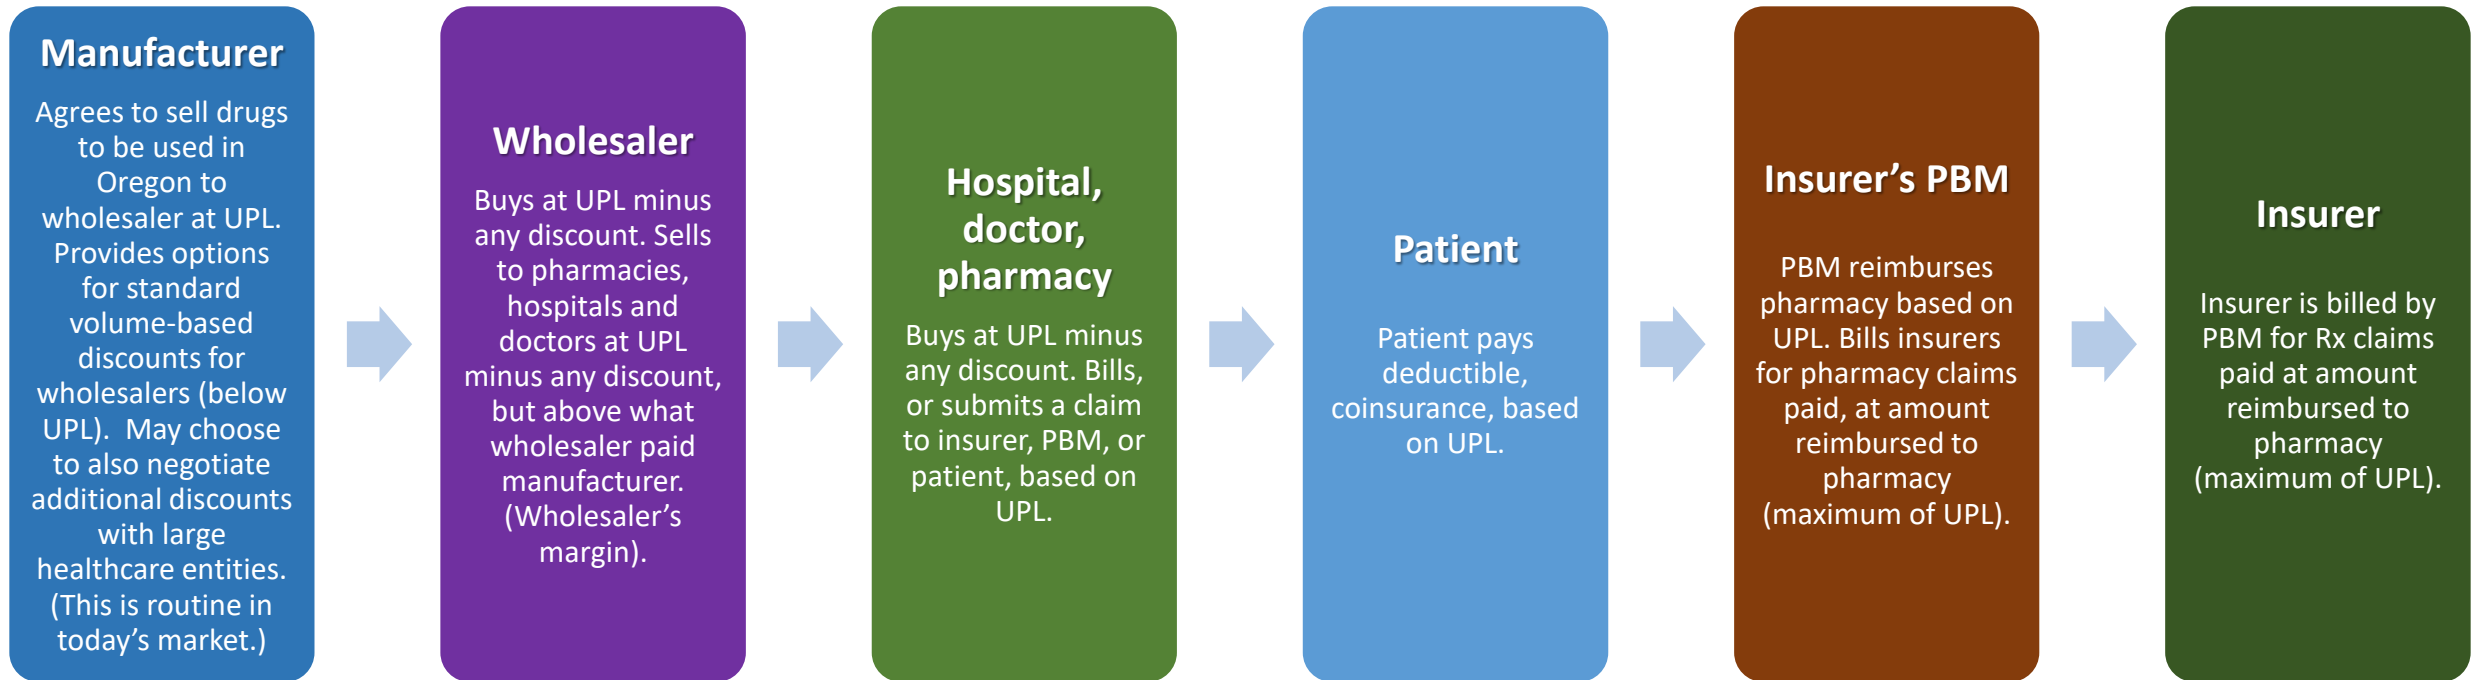 Manufacturer
Agrees to sell drugs
to be used in
Oregon to
wholesaler at UPL.
Provides options
for standard
volume-based
discounts for
wholesalers (below
UPL).  May choose
to also negotiate
additional discounts
with large
healthcare entities.
(This is routine in
today's market.)
Wholesaler
Buys at UPL minus
any discount. Sells
to pharmacies,
hospitals and
doctors at UPL
minus any discount,
but above what
wholesaler paid
manufacturer.
(Wholesaler's
margin).
Hospital,
doctor,
pharmacy
Buys at UPL minus
any discount. Bills,
or submits a claim
to insurer, PBM, or
patient, based on
UPL.
Patient
Patient pays
deductible,
coinsurance, based
on UPL.
Insurer's PBM
PBM reimburses
pharmacy based on
UPL. Bills insurers
for pharmacy claims
paid, at amount
reimbursed to
pharmacy
(maximum of UPL).
Insurer
Insurer is billed by
PBM for Rx claims
paid at amount
reimbursed to
pharmacy
(maximum of UPL).